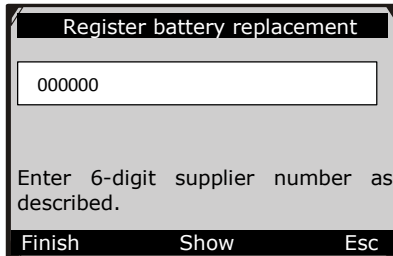 Register battery replacement
000000
Enter 6-digit supplier number as
described.
Finish Show Esc